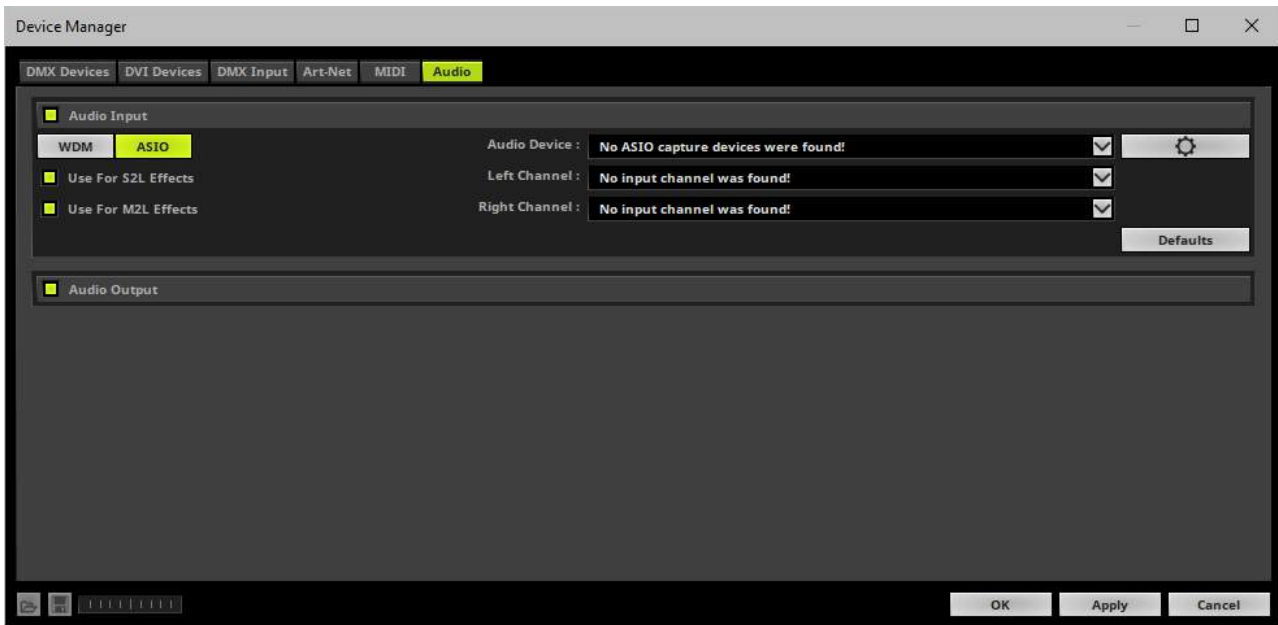 Device Manager
DMX Devices DVI Devices DMX Input Art-Net MIDI Audio
Audio Input
WDM ASIO Audio Device : No ASIO capture devices were found!
Use For S2L Effects Left Channel : No input channel was found!
Use For M2L Effects Right Channel : No input channel was found!
Defaults
Audio Output
OK Apply Cancel